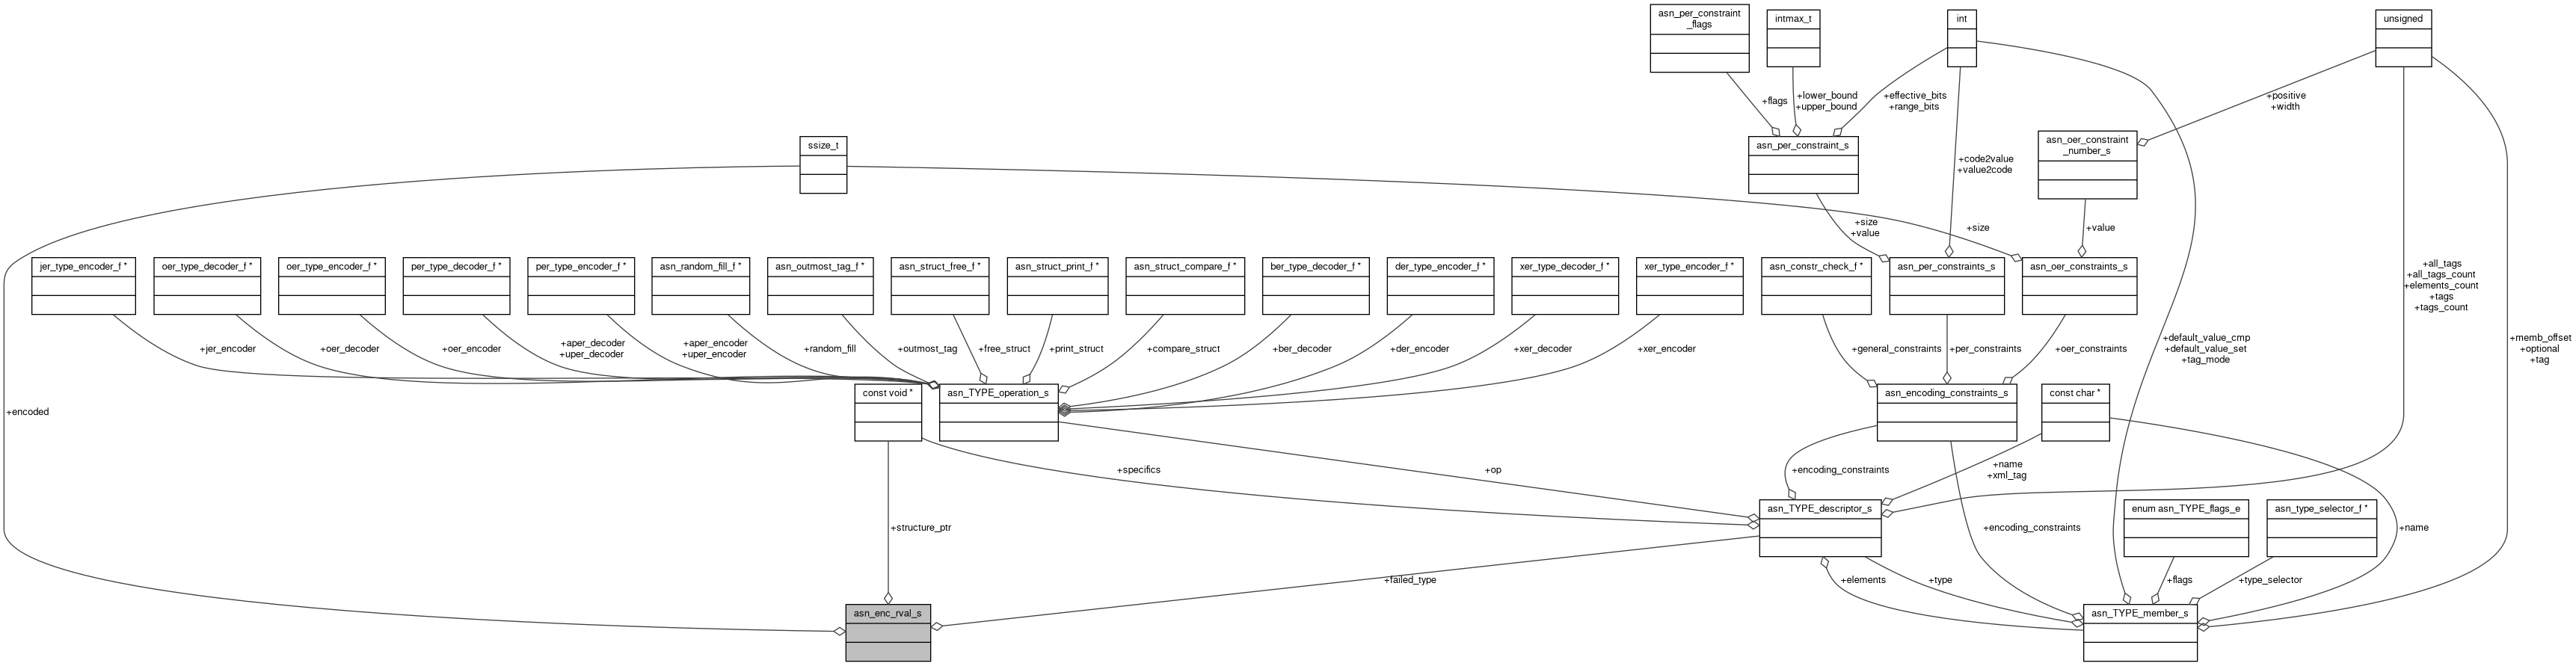 asn_per_constraint
_flags
intmax_t
int
unsigned
+flags
+lower_bound
+upper_bound
+effective_bits
+range_bits
+positive
+width
ssize_t
asn_per_constraint_s
asn_oer_constraint
_number_s
+code2value
+value2code
+size
+value
+size
+value
jer_type_encoder_f *
oer_type_decoder_f *
oer_type_encoder_f *
per_type_decoder_f *
per_type_encoder_f *
asn_random_fill_f *
asn_outmost_tag_f *
asn_struct_free_f *
asn_struct_print_f *
asn_struct_compare_f *
ber_type_decoder_f *
der_type_encoder_f *
xer_type_decoder_f *
xer_type_encoder_f *
asn_constr_check_f *
asn_per_constraints_s
asn_oer_constraints_s
+all_tags
+all_tags_count
+elements_count
+tags
+tags_count
+jer_encoder
+oer_decoder
+oer_encoder
+aper_decoder
+uper_decoder
+aper_encoder
+uper_encoder
+random_fill
+outmost_tag
+free_struct
+print_struct
+compare_struct
+ber_decoder
+der_encoder
+xer_decoder
+xer_encoder
+general_constraints
+per_constraints
+oer_constraints
+default_value_cmp
+default_value_set
+tag_mode
+memb_offset
+optional
+tag
+encoded
const void *
asn_TYPE_operation_s
asn_encoding_constraints_s
const char *
+specifics
+op
+encoding_constraints
+name
+xml_tag
+structure_ptr
asn_TYPE_descriptor_s
+encoding_constraints
enum asn_TYPE_flags_e
asn_type_selector_f *
+name
+failed_type
+elements
+type
+flags
+type_selector
asn_enc_rval_s
asn_TYPE_member_s